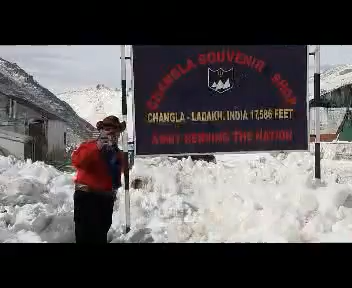 CHANGLA SOUVENIR SHOP
CHANGLA - LADAKH, INDIA 17,586 FEET
ARMY SERVING THE NATION